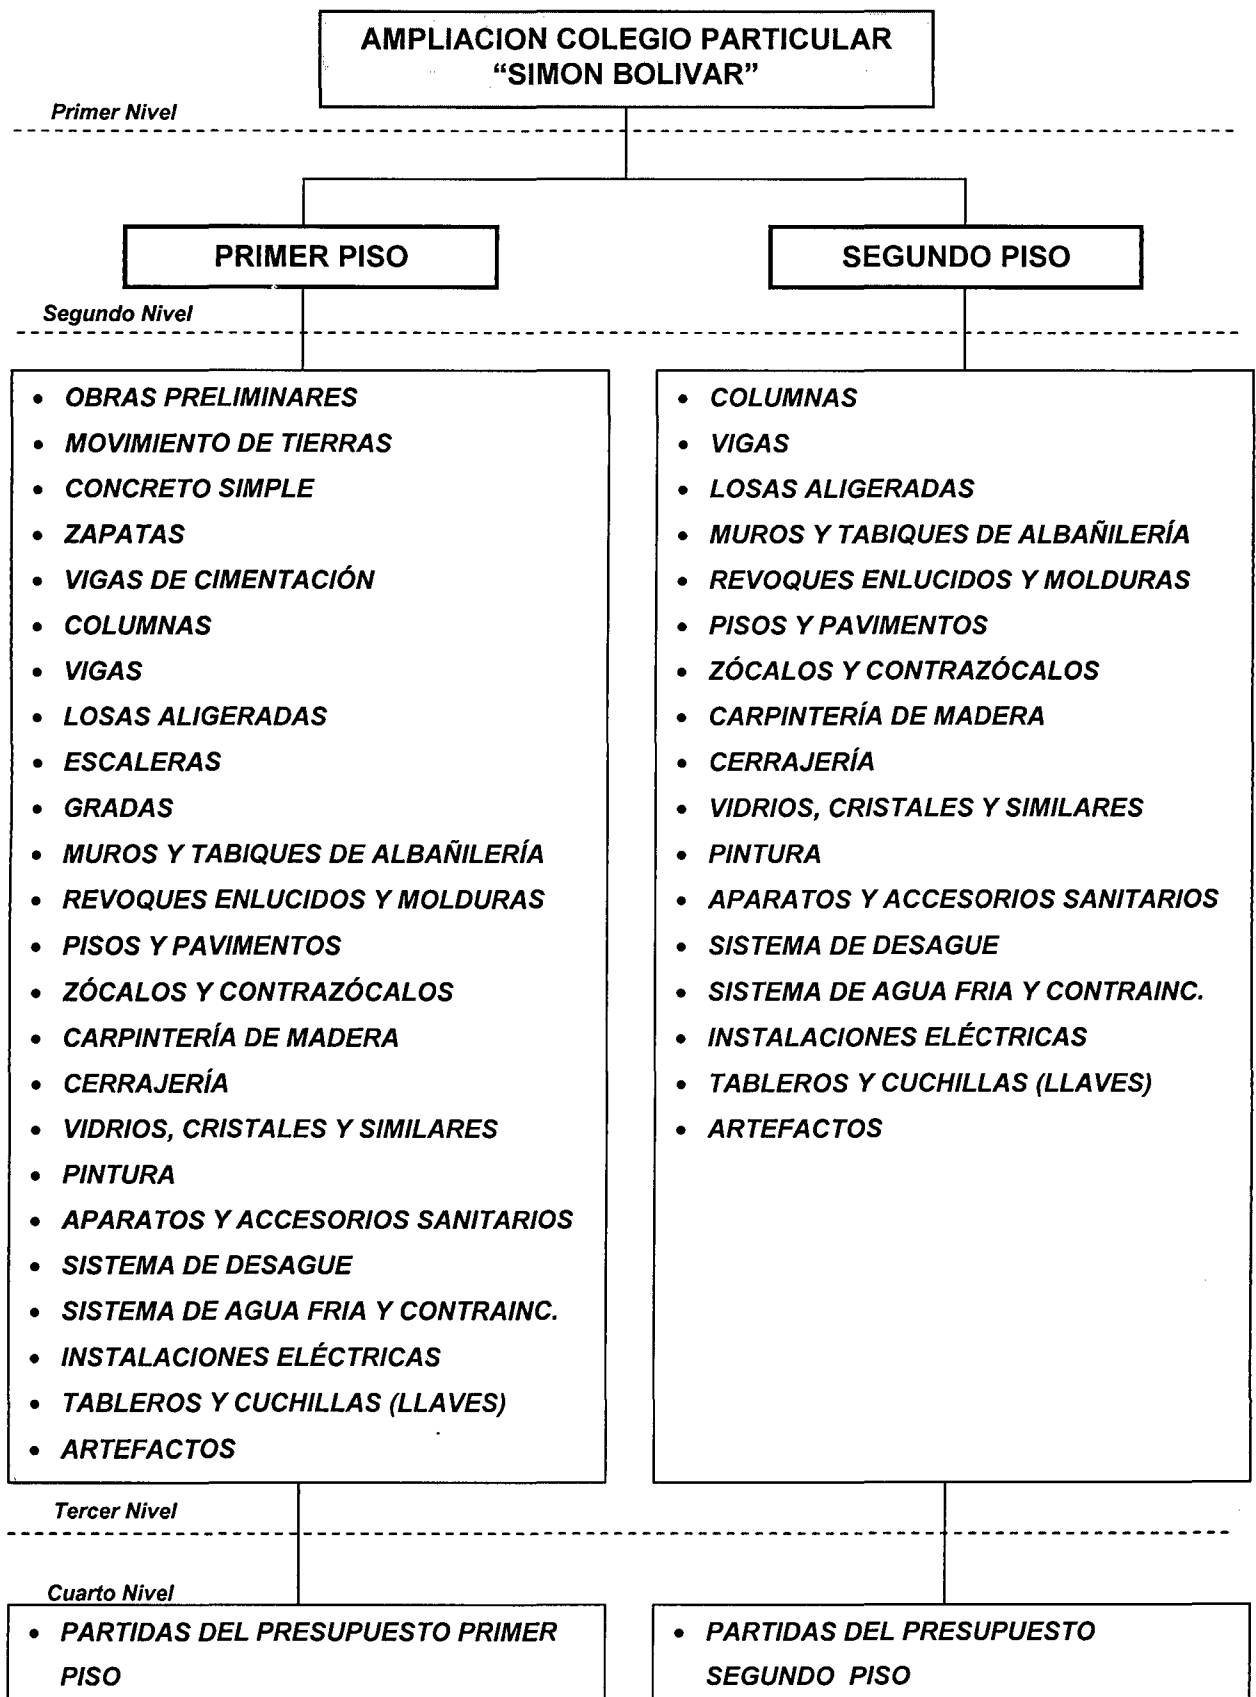 AMPLIACION COLEGIO PARTICULAR
“SIMON BOLIVAR”
Primer Nivel
PRIMER PISO
SEGUNDO PISO
Segundo Nivel
• OBRAS PRELIMINARES
• MOVIMIENTO DE TIERRAS
• CONCRETO SIMPLE
• ZAPATAS
• VIGAS DE CIMENTACIÓN
• COLUMNAS
• VIGAS
• LOSAS ALIGERADAS
• ESCALERAS
• GRADAS
• MUROS Y TABIQUES DE ALBAÑILERÍA
• REVOQUES ENLUCIDOS Y MOLDURAS
• PISOS Y PAVIMENTOS
• ZÓCALOS Y CONTRAZÓCALOS
• CARPINTERÍA DE MADERA
• CERRAJERÍA
• VIDRIOS, CRISTALES Y SIMILARES
• PINTURA
• APARATOS Y ACCESORIOS SANITARIOS
• SISTEMA DE DESAGUE
• SISTEMA DE AGUA FRIA Y CONTRAINC.
• INSTALACIONES ELÉCTRICAS
• TABLEROS Y CUCHILLAS (LLAVES)
• ARTEFACTOS
• COLUMNAS
• VIGAS
• LOSAS ALIGERADAS
• MUROS Y TABIQUES DE ALBAÑILERÍA
• REVOQUES ENLUCIDOS Y MOLDURAS
• PISOS Y PAVIMENTOS
• ZÓCALOS Y CONTRAZÓCALOS
• CARPINTERÍA DE MADERA
• CERRAJERÍA
• VIDRIOS, CRISTALES Y SIMILARES
• PINTURA
• APARATOS Y ACCESORIOS SANITARIOS
• SISTEMA DE DESAGUE
• SISTEMA DE AGUA FRIA Y CONTRAINC.
• INSTALACIONES ELÉCTRICAS
• TABLEROS Y CUCHILLAS (LLAVES)
• ARTEFACTOS
Tercer Nivel
Cuarto Nivel
• PARTIDAS DEL PRESUPUESTO PRIMER
PISO
• PARTIDAS DEL PRESUPUESTO
SEGUNDO PISO